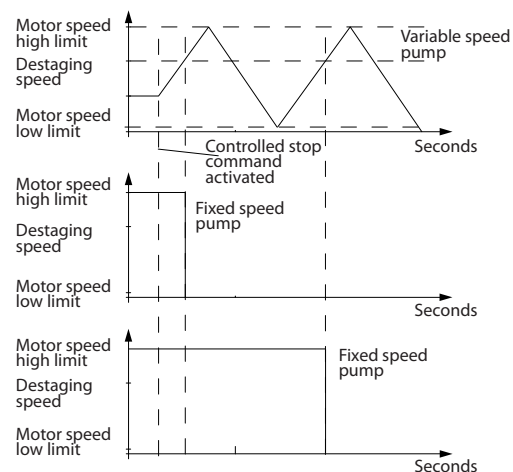 Motor speed
high limit
Destaging
speed
Motor speed
low limit
Variable speed
pump
Seconds
Controlled stop
command
activated
Motor speed
high limit
Destaging
speed
Motor speed
low limit
Fixed speed
pump
Seconds
Motor speed
high limit
Destaging
speed
Motor speed
low limit
Fixed speed
pump
Seconds